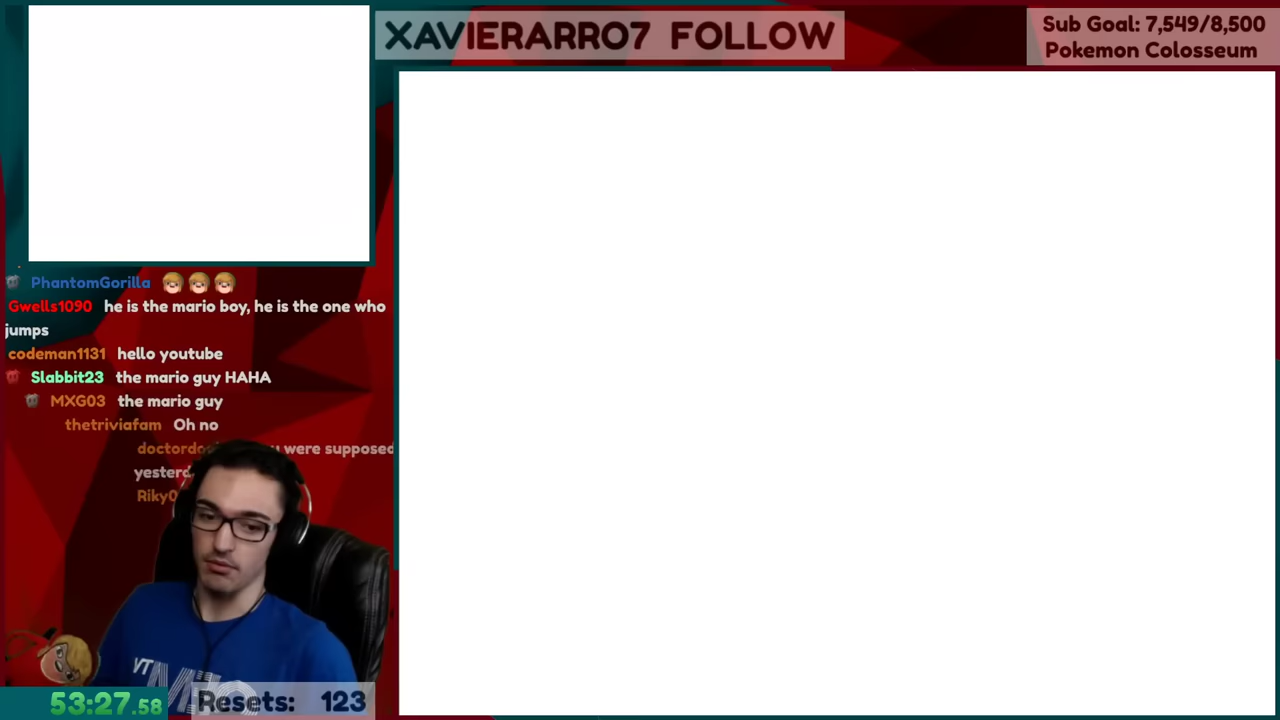 XAVIERARRO7 FOLLOW
Sub Goal: 7,549/8,500
Pokemon Colosseum
PhantomGorilla
Gwells1090 he is the mario boy, he is the one who
jumps
codeman1131 hello youtube
Slabbit23 the mario guy HAHA
MXG03 the mario guy
thetriviafam Oh no
were supposed
53:27.58
Resets: 123